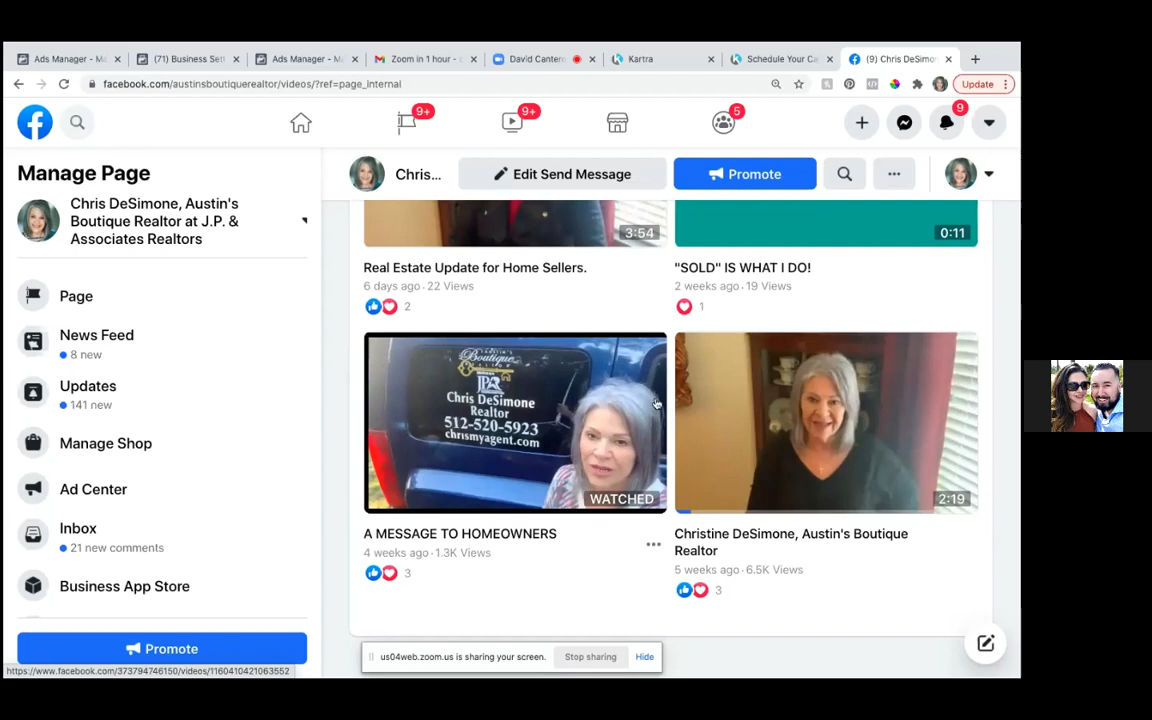 Ads Manager - Ma
(71) Business Set
Ads Manager - Ma
Zoom in 1 hour - c
David Cantero
Kartra
Schedule Your Ca
(9) Chris DeSimo
facebook.com/austinsboutiquerealtor/videos/?ref=page_internal
Update
9+
9+
5
9
Manage Page
Chris DeSimone, Austin's
Boutique Realtor at J.P. &
Associates Realtors
Chris...
Edit Send Message
Promote
Page
News Feed
8 new
Updates
141 new
Manage Shop
Ad Center
Inbox
21 new comments
Business App Store
Promote
3:54
0:11
Real Estate Update for Home Sellers.
6 days ago · 22 Views
2
"SOLD" IS WHAT I DO!
2 weeks ago · 19 Views
1
Boutique
JPA
Chris DeSimone
Realtor
512-520-5923
chrismyagent.com
WATCHED
2:19
A MESSAGE TO HOMEOWNERS
4 weeks ago · 1.3K Views
3
Christine DeSimone, Austin's Boutique
Realtor
5 weeks ago · 6.5K Views
3
us04web.zoom.us is sharing your screen.
Stop sharing
Hide
https://www.facebook.com/373794746150/videos/1160410421063552